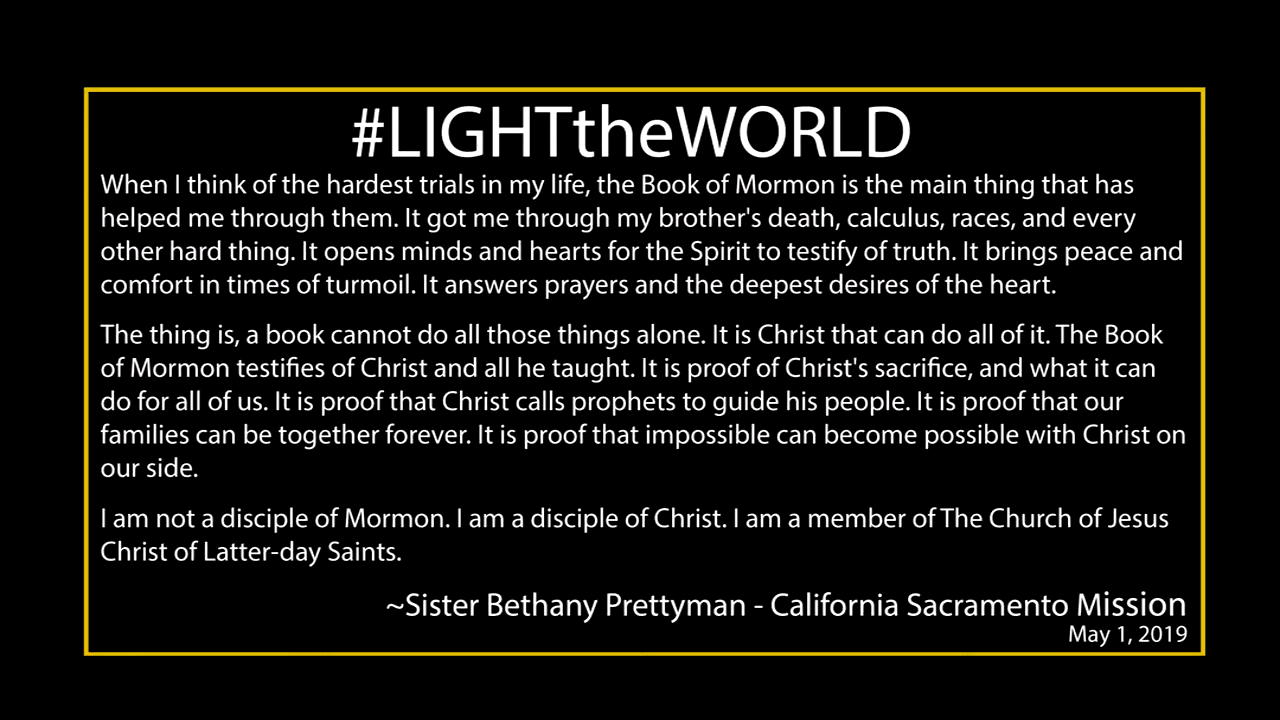 #LIGHTtheWORLD
When I think of the hardest trials in my life, the Book of Mormon is the main thing that has
helped me through them. It got me through my brother's death, calculus, races, and every
other hard thing. It opens minds and hearts for the Spirit to testify of truth. It brings peace and
comfort in times of turmoil. It answers prayers and the deepest desires of the heart.
The thing is, a book cannot do all those things alone. It is Christ that can do all of it. The Book
of Mormon testifies of Christ and all he taught. It is proof of Christ's sacrifice, and what it can
do for all of us. It is proof that Christ calls prophets to guide his people. It is proof that our
families can be together forever. It is proof that impossible can become possible with Christ on
our side.
I am not a disciple of Mormon. I am a disciple of Christ. I am a member of The Church of Jesus
Christ of Latter-day Saints.
~Sister Bethany Prettyman - California Sacramento Mission
May 1, 2019